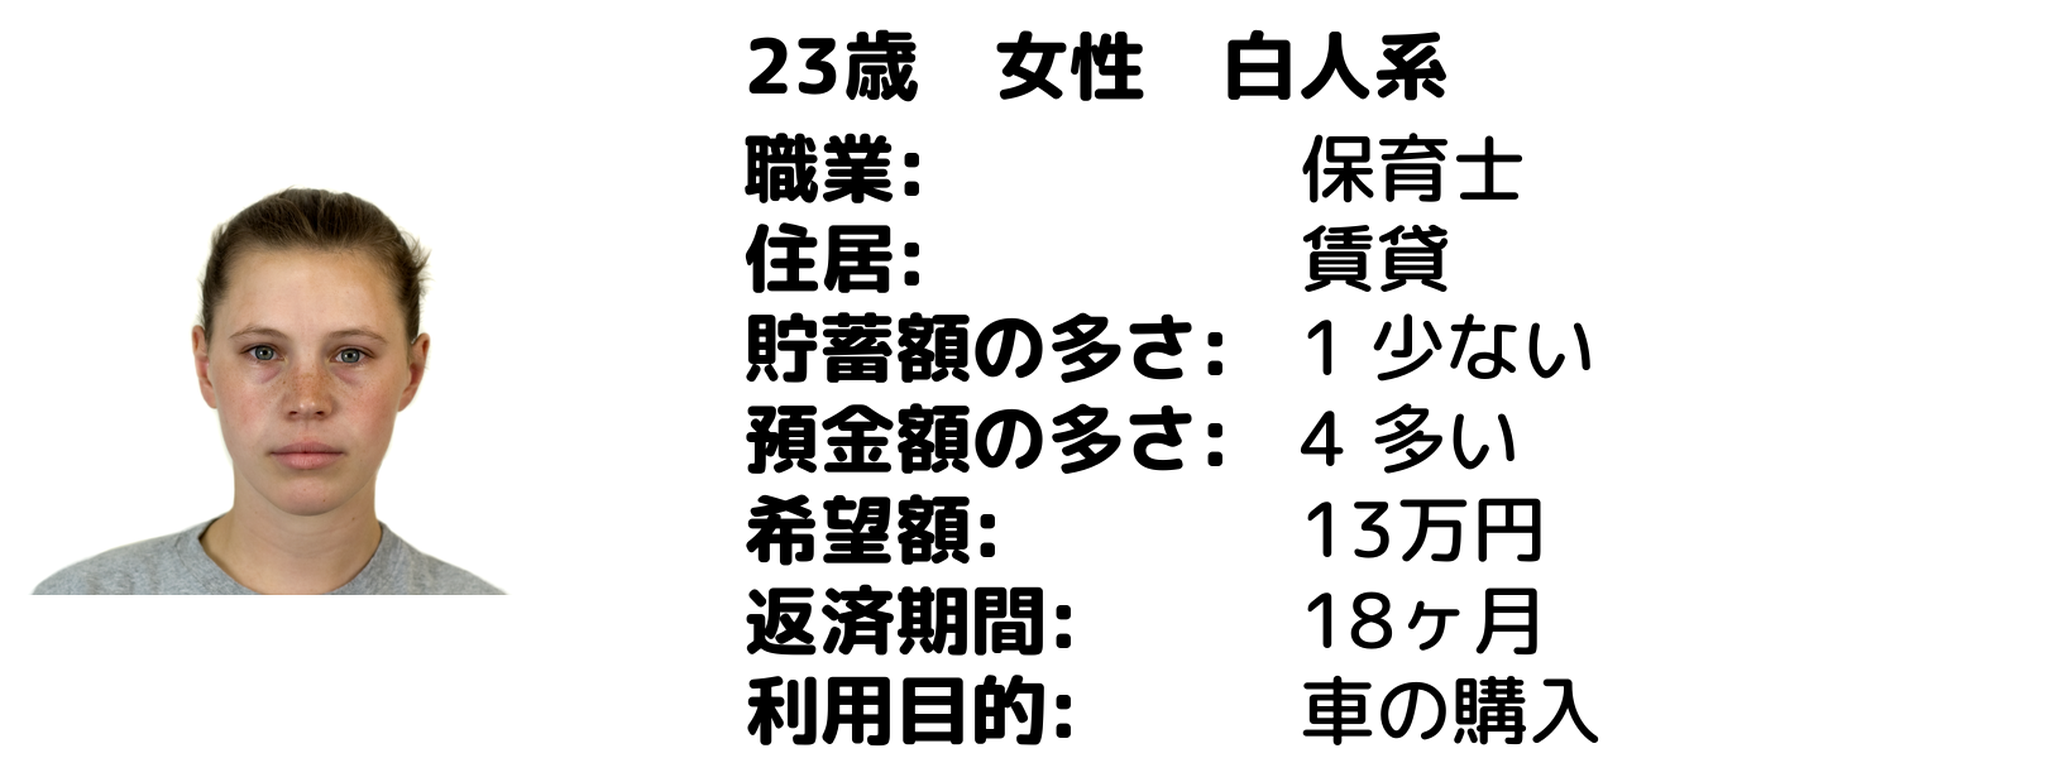 23歳　女性　白人系
職業: 保育士
住居: 賃貸
貯蓄額の多さ: 1 少ない
預金額の多さ: 4 多い
希望額: 13万円
返済期間: 18ヶ月
利用目的: 車の購入